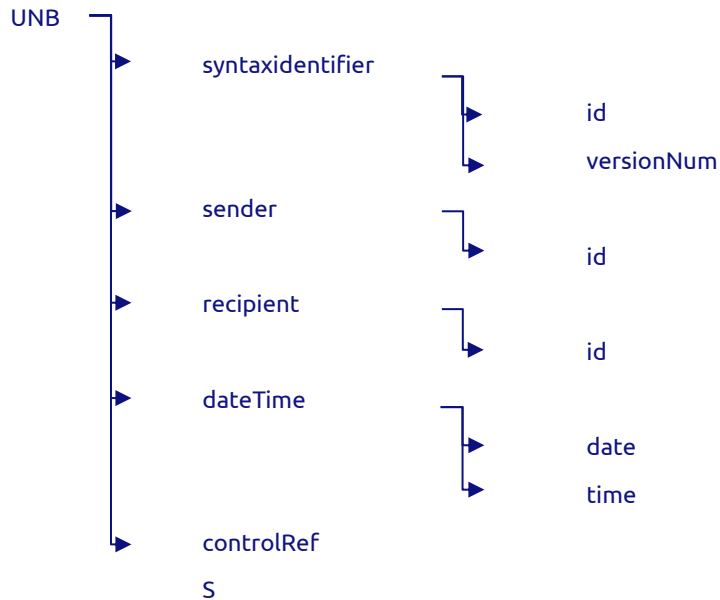 UNB
syntaxidentifier
id
versionNum
sender
id
recipient
id
dateTime
date
time
controlRef
S